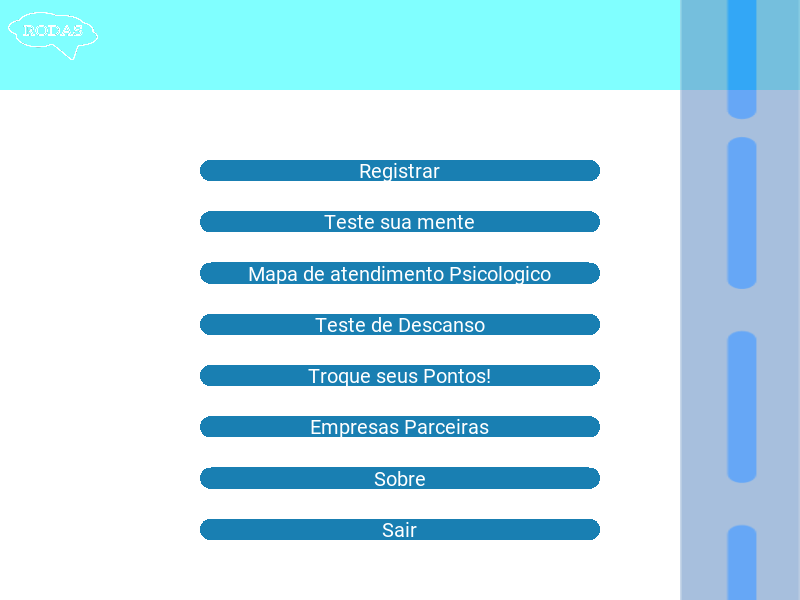 RODAS
Registrar
Teste sua mente
Mapa de atendimento Psicologico
Teste de Descanso
Troque seus Pontos!
Empresas Parceiras
Sobre
Sair